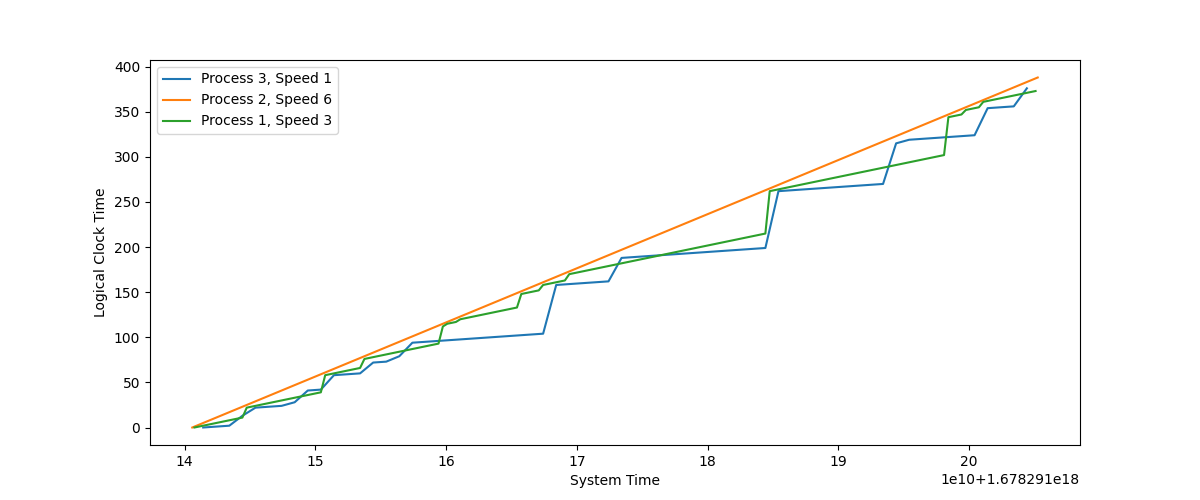 Process 3, Speed 1
Process 2, Speed 6
Process 1, Speed 3
Logical Clock Time
400
350
300
250
200
150
100
50
0
14 15 16 17 18 19 20
System Time
1e10+1.678291e18